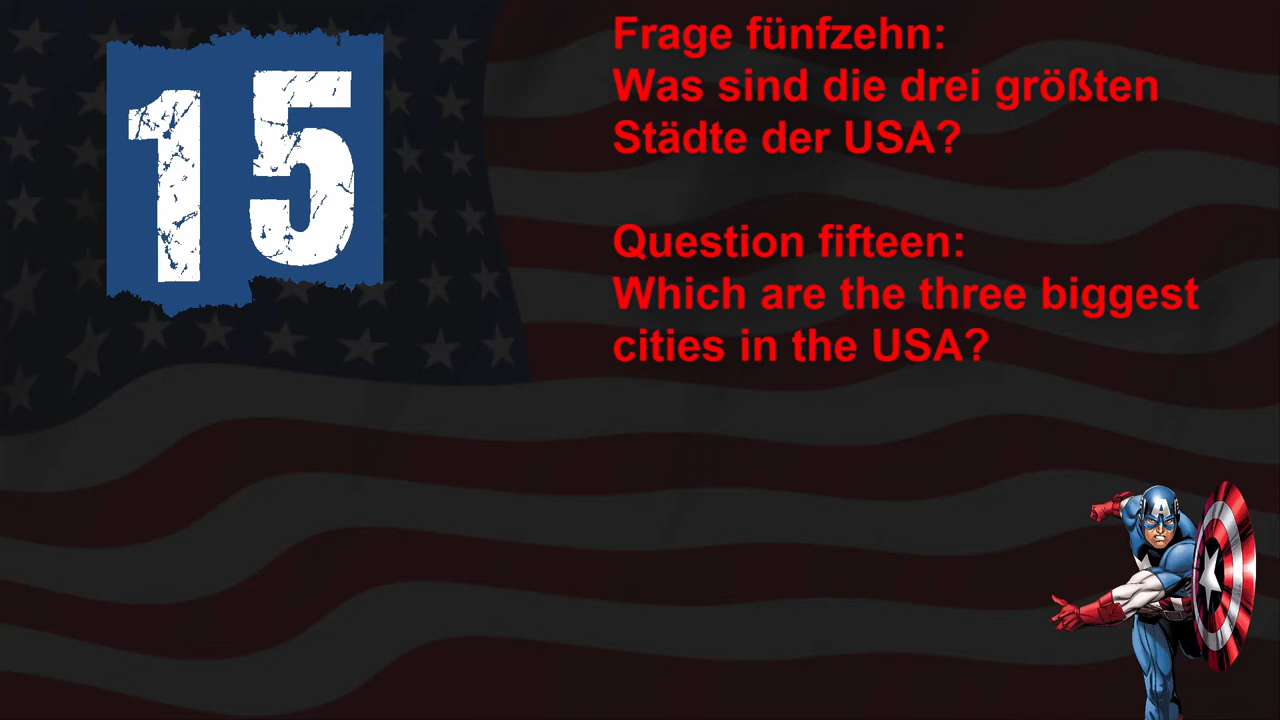 15
Frage fünfzehn:
Was sind die drei größten
Städte der USA?
Question fifteen:
Which are the three biggest
cities in the USA?